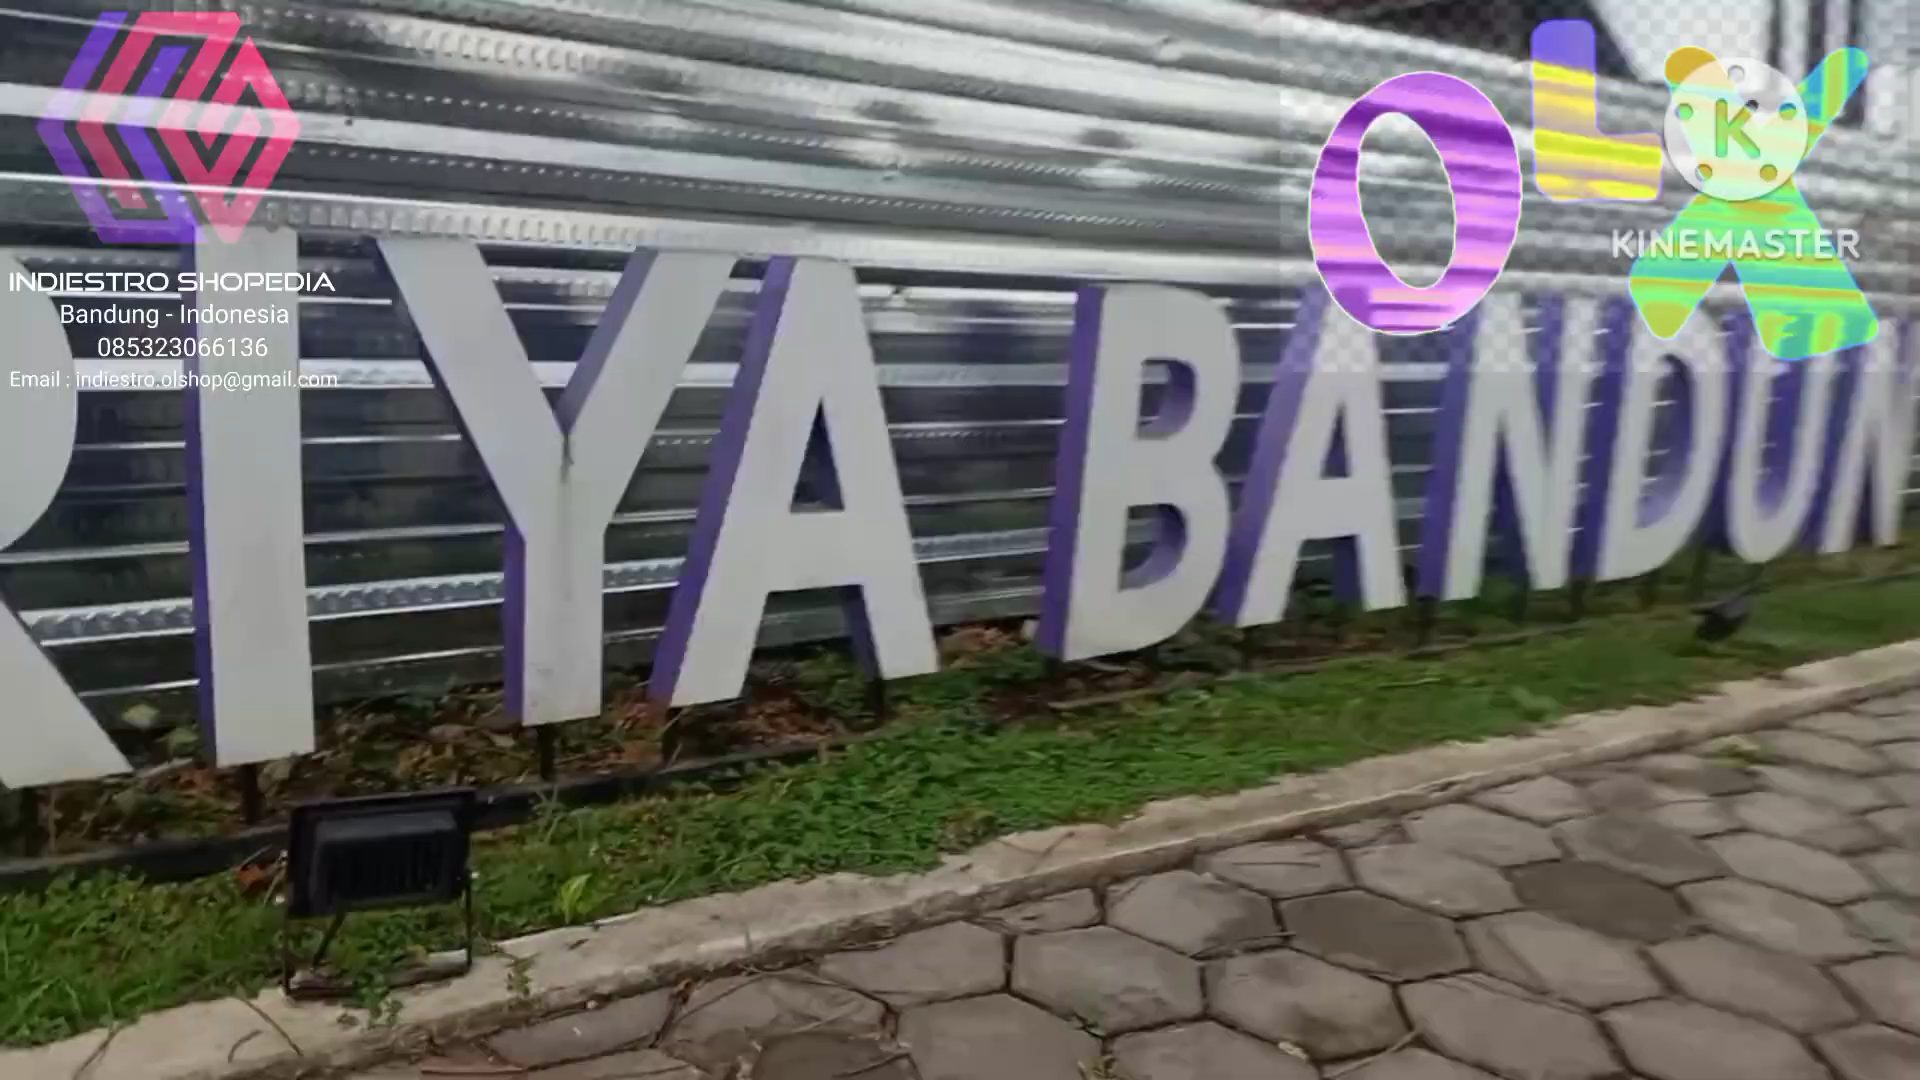 INDIESTRO SHOPEDIA
Bandung - Indonesia
085323066136
Email : indiestro.olshop@gmail.com
OLX
K
KINEMASTER
RIYA BANDUN